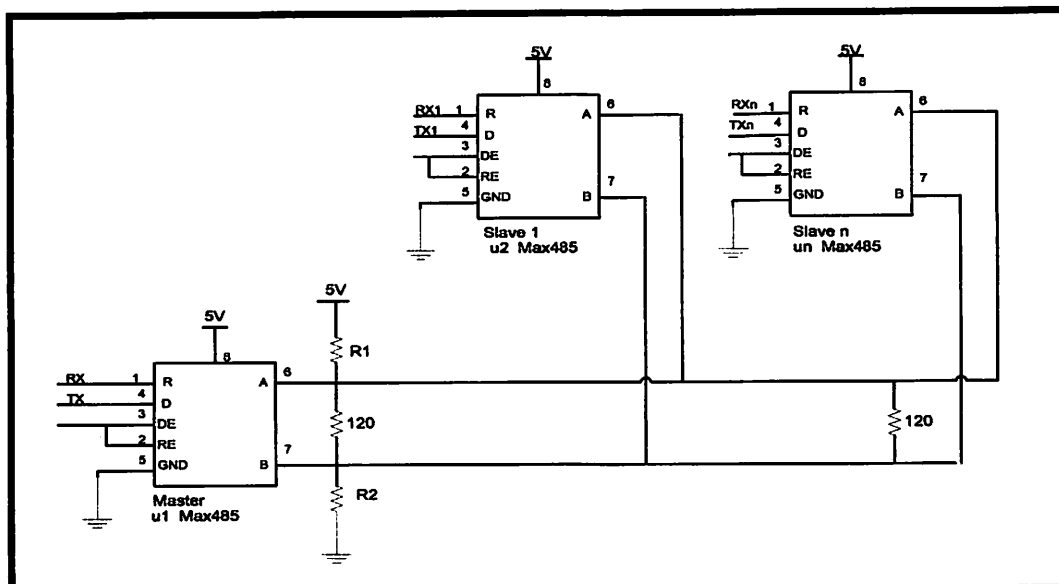 5V
8
RX1 1 R A 6
TX1 4 D
3 DE
2 RE
5 GND B 7
Slave 1
u2 Max485
5V
8
RXn 1 R A 6
TXn 4 D
3 DE
2 RE
5 GND B 7
Slave n
un Max485
5V
R1
120
R2
5V
8
RX 1 R A 6
TX 4 D
3 DE
2 RE
5 GND B 7
Master
u1 Max485
120